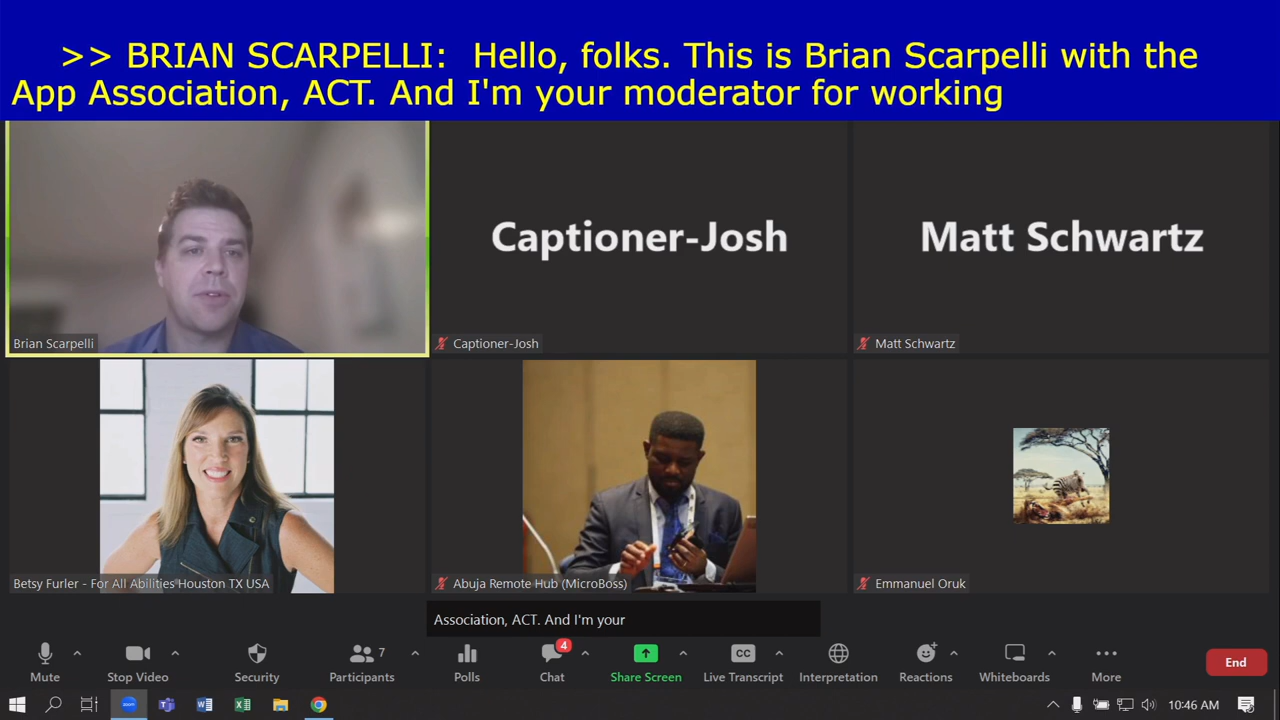 >> BRIAN SCARPELLI: Hello, folks. This is Brian Scarpelli with the
App Association, ACT. And I'm your moderator for working
Captioner-Josh
Matt Schwartz
Brian Scarpelli
Captioner-Josh
Matt Schwartz
Betsy Furler - For All Abilities Houston TX USA
Abuja Remote Hub (MicroBoss)
Emmanuel Oruk
Association, ACT. And I'm your
7
4
CC
Mute
Stop Video
Security
Participants
Polls
Chat
Share Screen
Live Transcript
Interpretation
Reactions
Whiteboards
More
End
10:46 AM